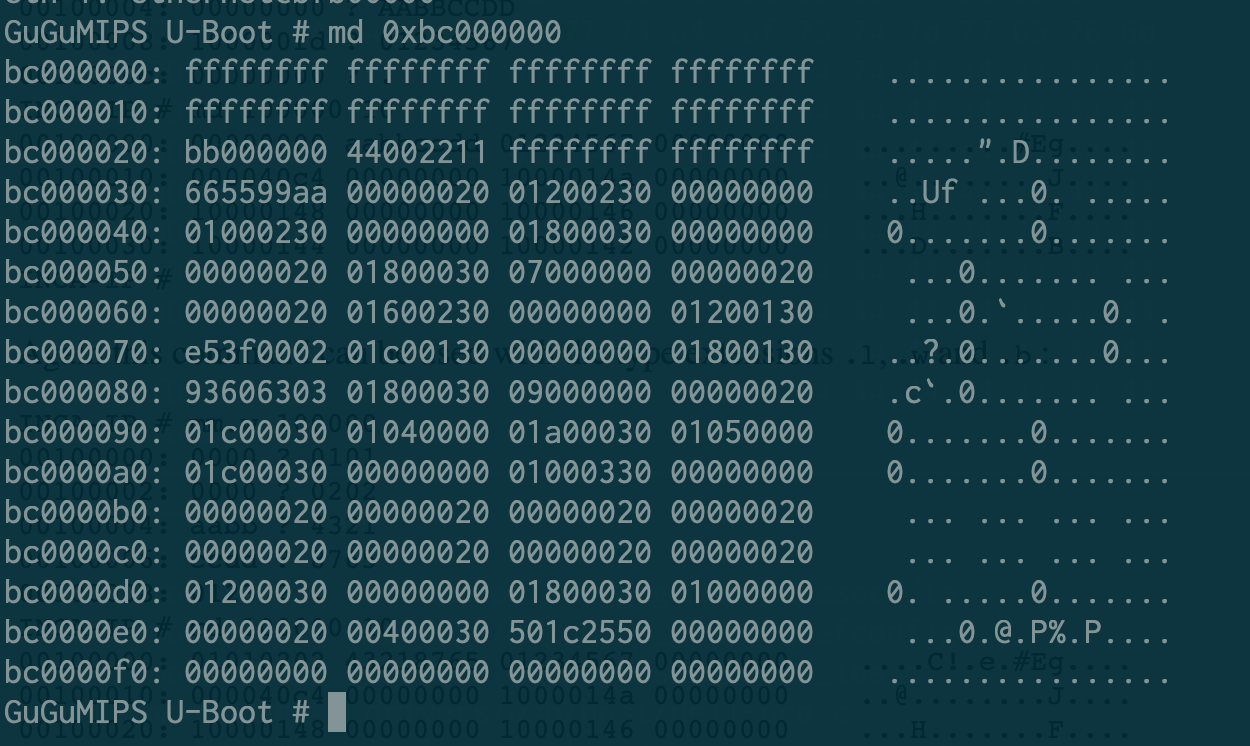 GuGuMIPS U-Boot # md 0xbc000000
bc000000: ffffffff ffffffff ffffffff ffffffff    ................
bc000010: ffffffff ffffffff ffffffff ffffffff    ................
bc000020: bb000000 44002211 ffffffff ffffffff    .....".D........
bc000030: 665599aa 00000020 01200230 00000000    ..Uf ...0. .....
bc000040: 01000230 00000000 01800030 00000000    0.......0.......
bc000050: 00000020 01800030 07000000 00000020     ...0....... ...
bc000060: 00000020 01600230 00000000 01200130     ...0.`.....0. .
bc000070: e53f0002 01c00130 00000000 01800130    ..?.0.......0...
bc000080: 93606303 01800030 09000000 00000020    .c`.0....... ...
bc000090: 01c00030 01040000 01a00030 01050000    0.......0.......
bc0000a0: 01c00030 00000000 01000330 00000000    0.......0.......
bc0000b0: 00000020 00000020 00000020 00000020     ... ... ... ...
bc0000c0: 00000020 00000020 00000020 00000020     ... ... ... ...
bc0000d0: 01200030 00000000 01800030 01000000    0. .....0.......
bc0000e0: 00000020 00400030 501c2550 00000000     ...0.@.P%.P....
bc0000f0: 00000000 00000000 00000000 00000000    ................
GuGuMIPS U-Boot #